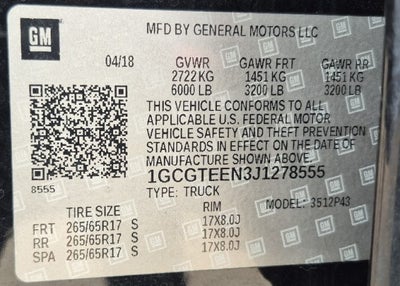 GM
MFD BY GENERAL MOTORS LLC
04/18 GVWR GAWR FRT GAWR RR
2722 KG 1451 KG 1451 KG
6000 LB 3200 LB 3200 LB
THIS VEHICLE CONFORMS TO ALL
APPLICABLE U.S. FEDERAL MOTOR
VEHICLE SAFETY AND THEFT PREVENTION
STANDARDS IN EFFECT ON THE DATE OF
MANUFACTURE SHOWN ABOVE.
8555 1GCGTEEN3J1278555
TYPE: TRUCK MODEL: 3512P43
TIRE SIZE RIM
FRT 265/65R17 S 17X8.0J
RR 265/65R17 S 17X8.0J
SPA 265/65R17 S 17X8.0J